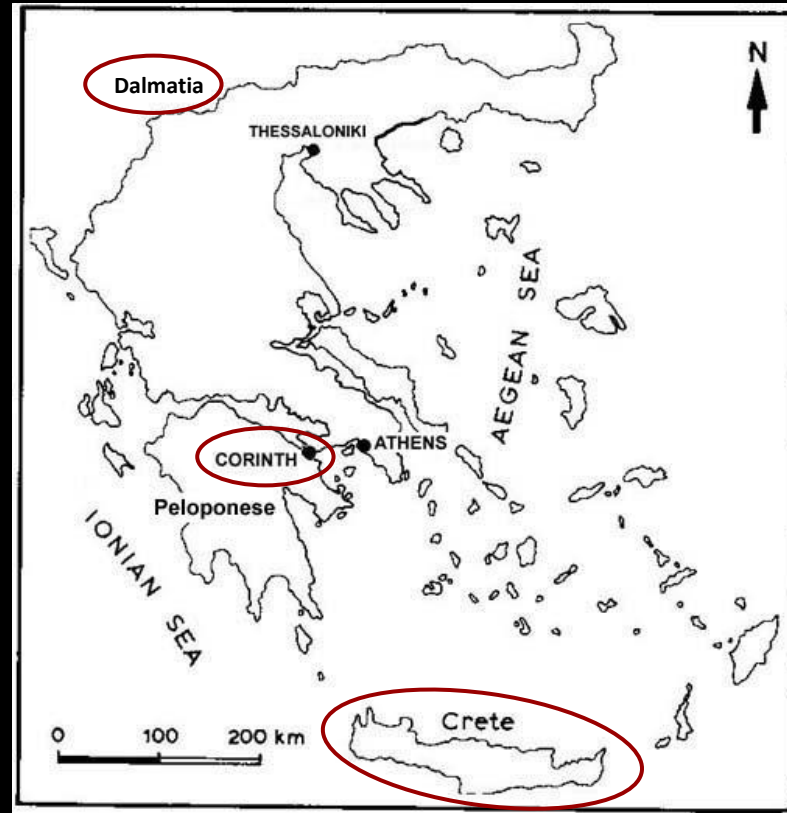 Dalmatia
N
THESSALONIKI
AEGEAN SEA
ATHENS
CORINTH
Peloponese
IONIAN SEA
Crete
0 100 200 km